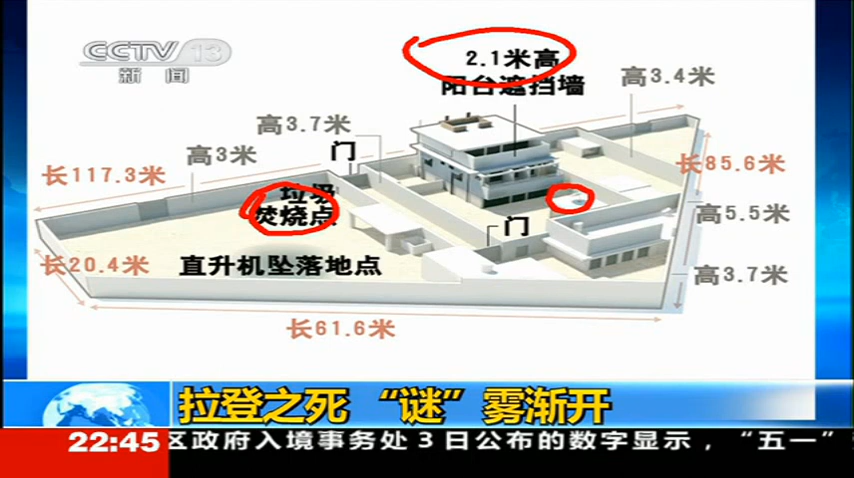 CCTV 13
新闻
2.1米高
阳台遮挡墙
高3.4米
高3.7米
门
高3米
长117.3米
垃圾
焚烧点
长85.6米
高5.5米
门
长20.4米
直升机坠落地点
高3.7米
长61.6米
拉登之死 “谜”雾渐开
22:45
区政府入境事务处3日公布的数字显示，“五一”